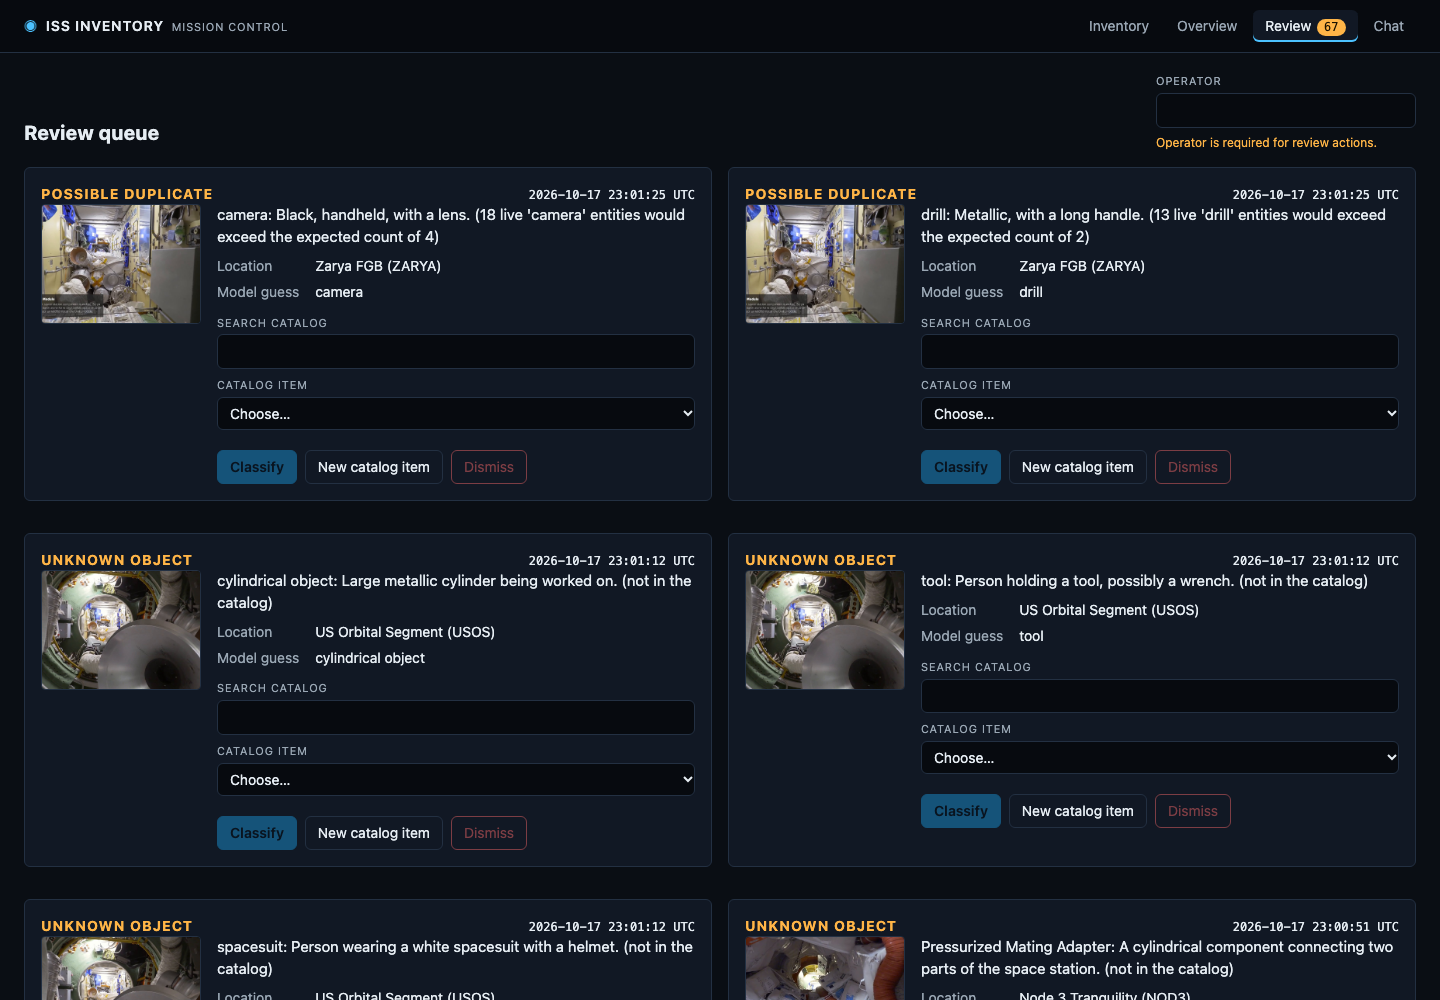 ISS INVENTORY MISSION CONTROL
Inventory
Overview
Review 67
Chat
OPERATOR
Operator is required for review actions.
Review queue
POSSIBLE DUPLICATE
2026-10-17 23:01:25 UTC
camera: Black, handheld, with a lens. (18 live 'camera' entities would
exceed the expected count of 4)
Location Zarya FGB (ZARYA)
Model guess camera
SEARCH CATALOG
CATALOG ITEM
Choose...
Classify
New catalog item
Dismiss
POSSIBLE DUPLICATE
2026-10-17 23:01:25 UTC
drill: Metallic, with a long handle. (13 live 'drill' entities would exceed
the expected count of 2)
Location Zarya FGB (ZARYA)
Model guess drill
SEARCH CATALOG
CATALOG ITEM
Choose...
Classify
New catalog item
Dismiss
UNKNOWN OBJECT
2026-10-17 23:01:12 UTC
cylindrical object: Large metallic cylinder being worked on. (not in the
catalog)
Location US Orbital Segment (USOS)
Model guess cylindrical object
SEARCH CATALOG
CATALOG ITEM
Choose...
Classify
New catalog item
Dismiss
UNKNOWN OBJECT
2026-10-17 23:01:12 UTC
tool: Person holding a tool, possibly a wrench. (not in the catalog)
Location US Orbital Segment (USOS)
Model guess tool
SEARCH CATALOG
CATALOG ITEM
Choose...
Classify
New catalog item
Dismiss
UNKNOWN OBJECT
2026-10-17 23:01:12 UTC
spacesuit: Person wearing a white spacesuit with a helmet. (not in the
catalog)
Location US Orbital Segment (USOS)
UNKNOWN OBJECT
2026-10-17 23:00:51 UTC
Pressurized Mating Adapter: A cylindrical component connecting two
parts of the space station. (not in the catalog)
Location Node 3 Tranquility (NOD3)